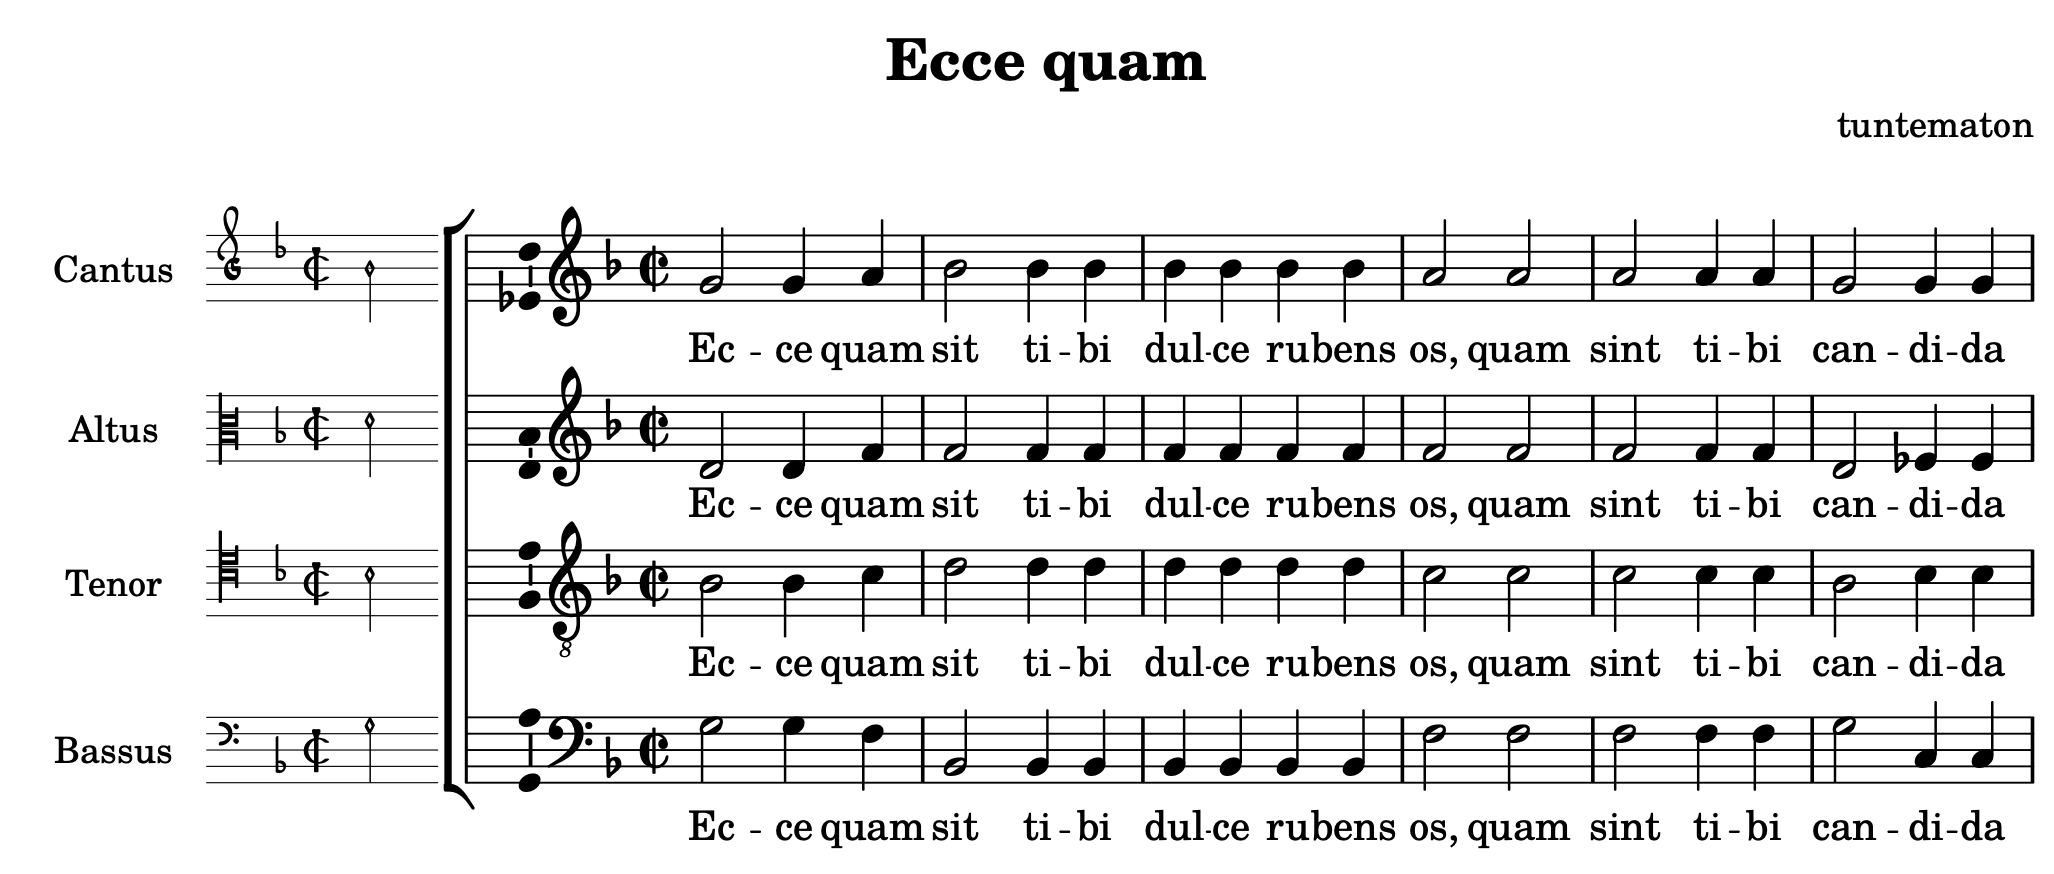 Ecce quam
tuntematon
Cantus
Ec - ce quam sit ti - bi dul - ce rubens os, quam sint ti - bi can - di - da
Altus
Ec - ce quam sit ti - bi dul - ce rubens os, quam sint ti - bi can - di - da
Tenor
8
Ec - ce quam sit ti - bi dul - ce rubens os, quam sint ti - bi can - di - da
Bassus
Ec - ce quam sit ti - bi dul - ce rubens os, quam sint ti - bi can - di - da